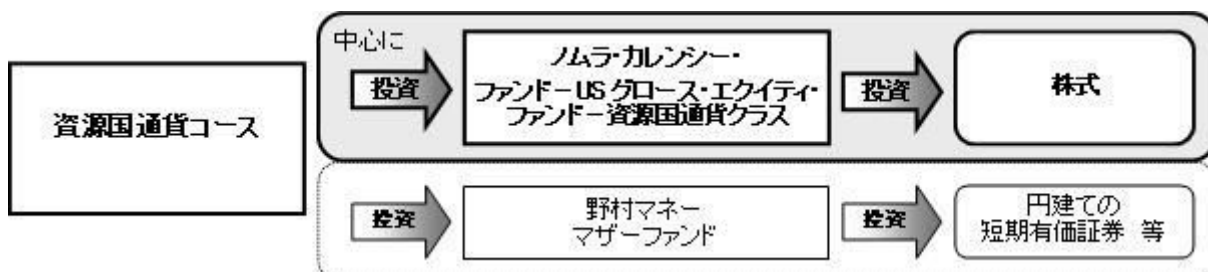 資源国通貨コース
中心に
投資
ノムラ・カレンシー・
ファンド－USグロース・エクイティ・
ファンド－資源国通貨クラス
投資
株式
投資
野村マネー
マザーファンド
投資
円建ての
短期有価証券 等